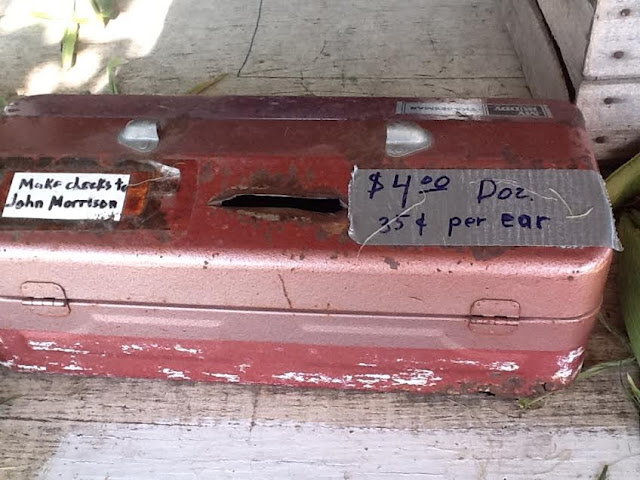 Make checks to
John Morrison
$4.00 Doz.
35¢ per ear